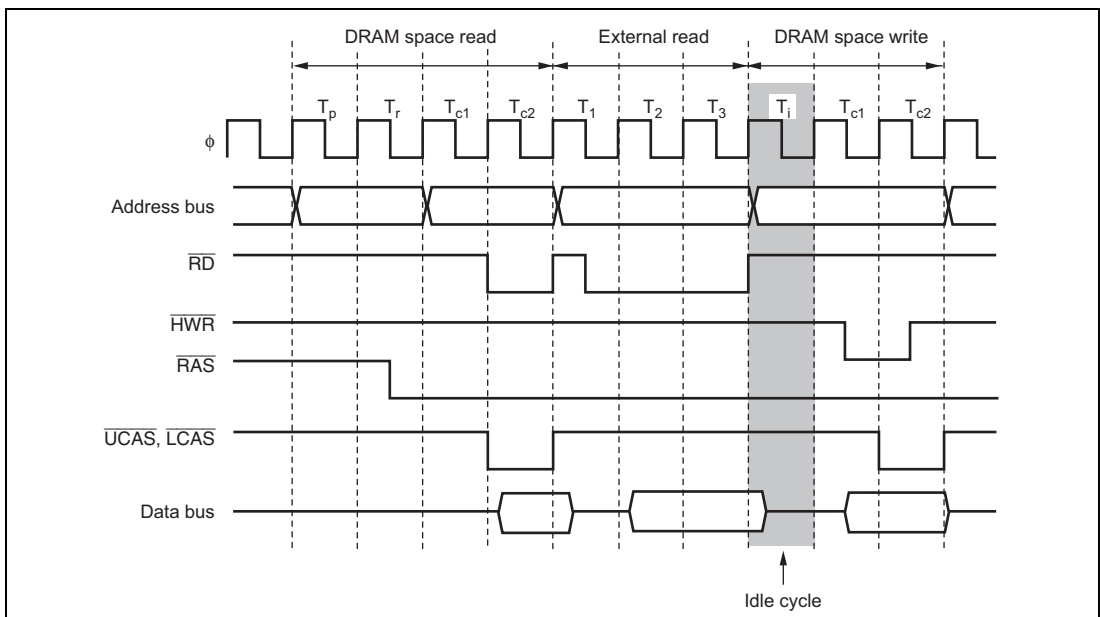 DRAM space read External read DRAM space write
Tp Tr Tc1 Tc2 T1 T2 T3 Ti Tc1 Tc2
ϕ
Address bus
RD
HWR
RAS
UCAS, LCAS
Data bus
Idle cycle